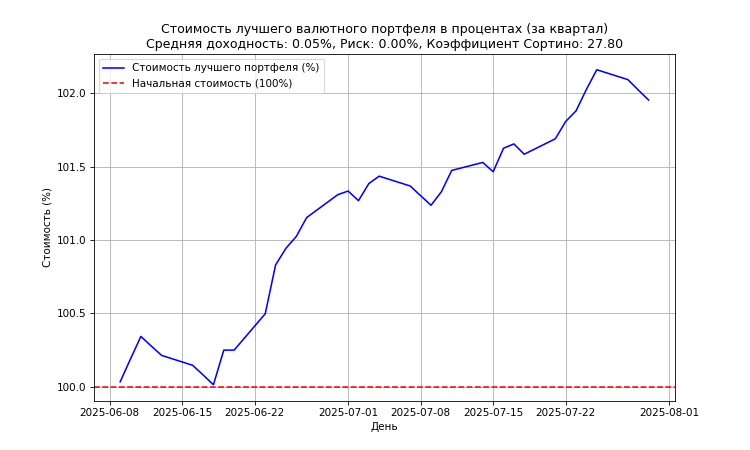 Стоимость лучшего валютного портфеля в процентах (за квартал)
Средняя доходность: 0.05%, Риск: 0.00%, Коэффициент Сортино: 27.80
Стоимость лучшего портфеля (%)
Начальная стоимость (100%)
Стоимость (%)
102.0
101.5
101.0
100.5
100.0
2025-06-08 2025-06-15 2025-06-22 2025-07-01 2025-07-08 2025-07-15 2025-07-22 2025-08-01
День